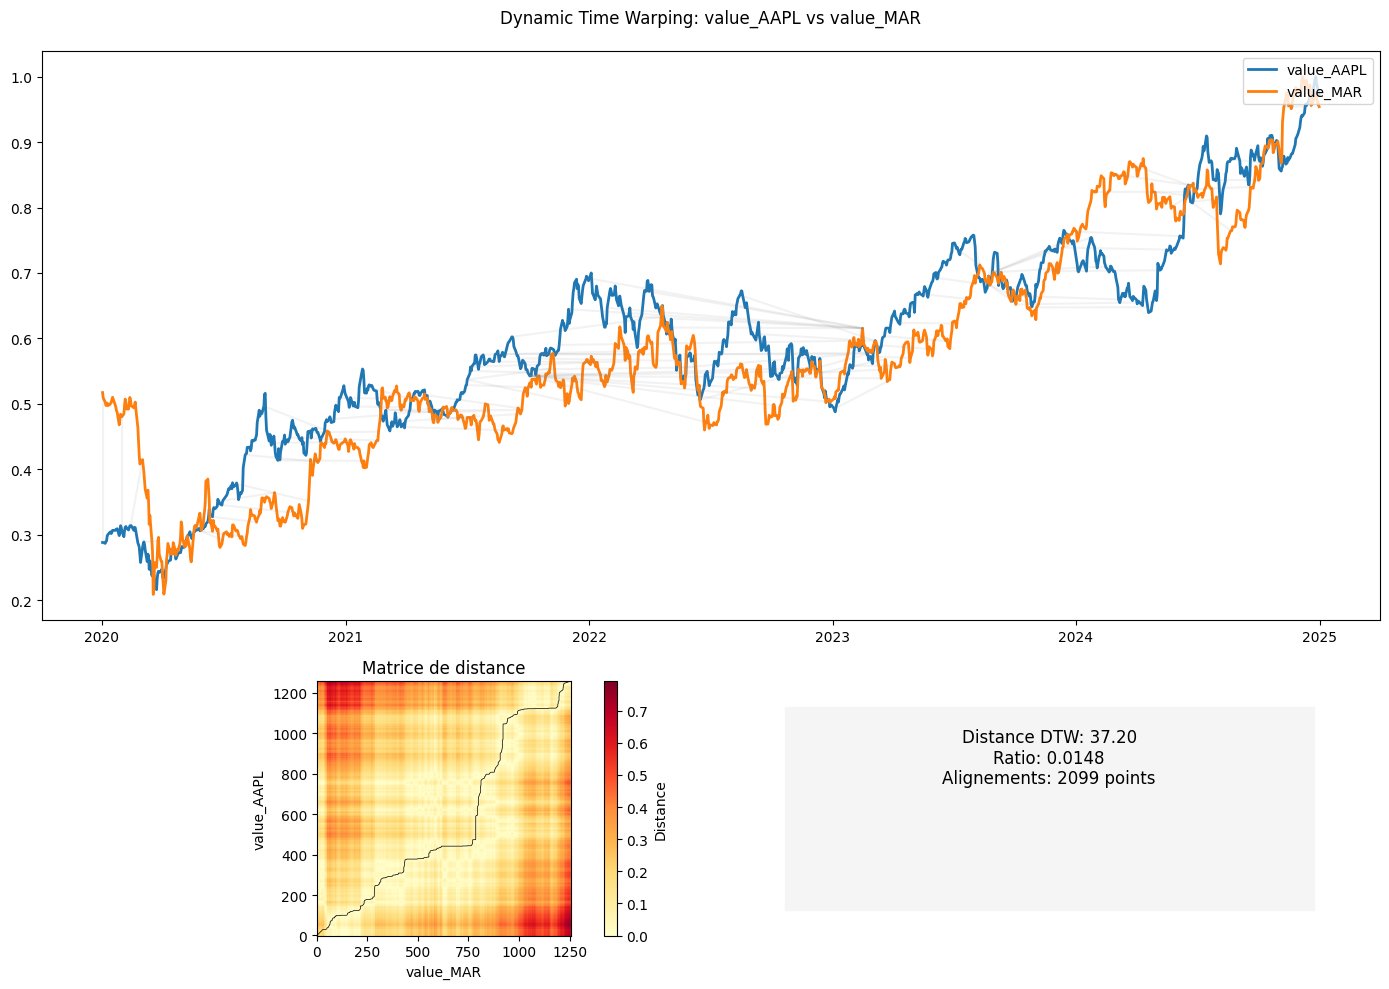 Dynamic Time Warping: value_AAPL vs value_MAR
value_AAPL
value_MAR
1.0
0.9
0.8
0.7
0.6
0.5
0.4
0.3
0.2
2020 2021 2022 2023 2024 2025
Matrice de distance
value_AAPL
1200
1000
800
600
400
200
0
0 250 500 750 1000 1250
value_MAR
0.7
0.6
0.5
0.4
0.3
0.2
0.1
0.0
Distance
Distance DTW: 37.20
Ratio: 0.0148
Alignements: 2099 points